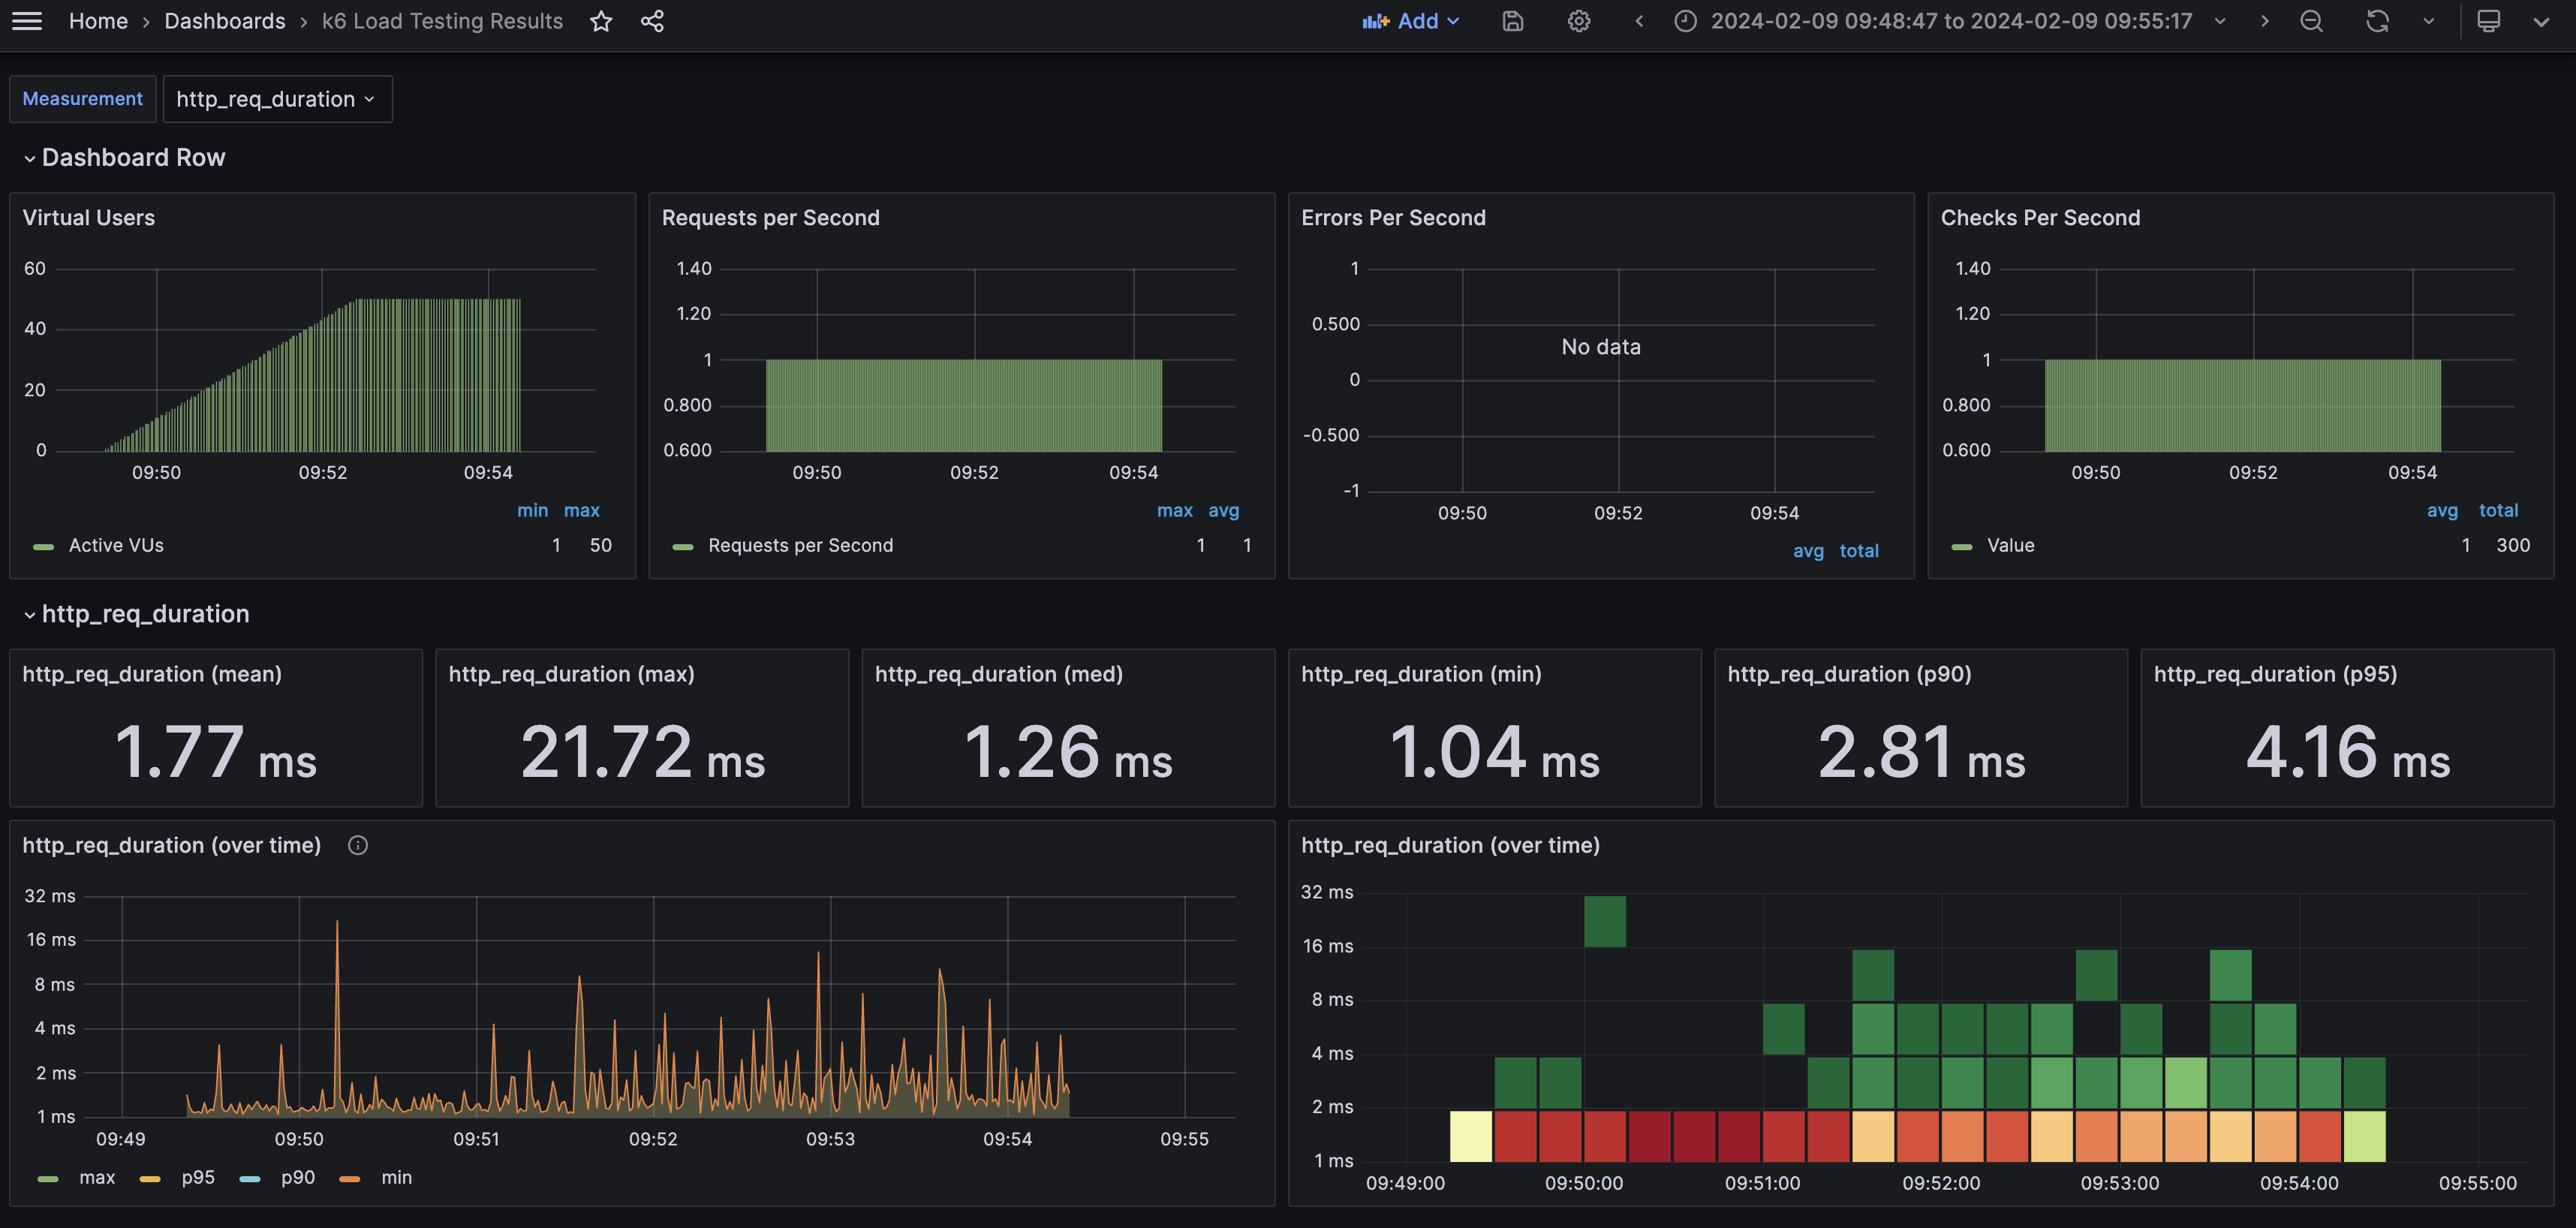 Home › Dashboards › k6 Load Testing Results
Add
2024-02-09 09:48:47 to 2024-02-09 09:55:17
Measurement
http_req_duration
Dashboard Row
Virtual Users
60
40
20
0
09:50 09:52 09:54
min max
Active VUs 1 50
Requests per Second
1.40
1.20
1
0.800
0.600
09:50 09:52 09:54
max avg
Requests per Second 1 1
Errors Per Second
1
0.500
0
-0.500
-1
No data
09:50 09:52 09:54
avg total
Checks Per Second
1.40
1.20
1
0.800
0.600
09:50 09:52 09:54
avg total
Value 1 300
http_req_duration
http_req_duration (mean)
1.77 ms
http_req_duration (max)
21.72 ms
http_req_duration (med)
1.26 ms
http_req_duration (min)
1.04 ms
http_req_duration (p90)
2.81 ms
http_req_duration (p95)
4.16 ms
http_req_duration (over time)
32 ms
16 ms
8 ms
4 ms
2 ms
1 ms
09:49 09:50 09:51 09:52 09:53 09:54 09:55
max p95 p90 min
http_req_duration (over time)
32 ms
16 ms
8 ms
4 ms
2 ms
1 ms
09:49:00 09:50:00 09:51:00 09:52:00 09:53:00 09:54:00 09:55:00